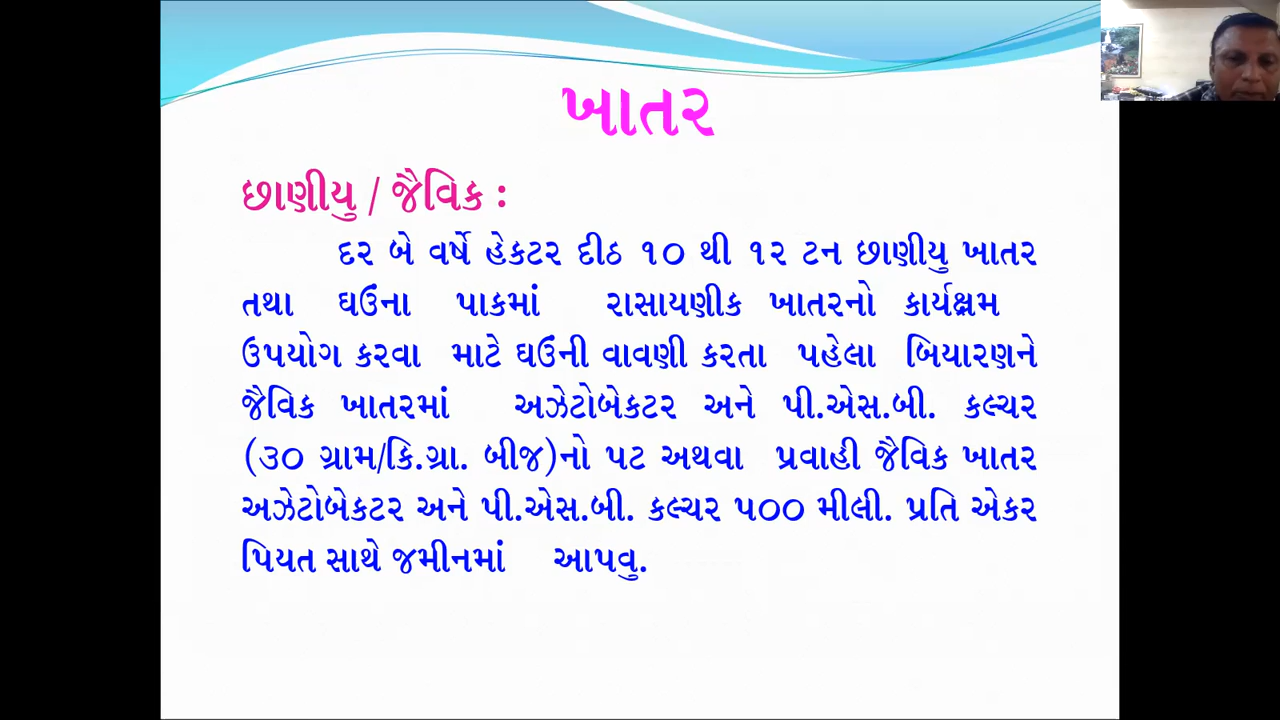 ખાતર
છાણીયુ / જૈવિક :
દર બે વર્ષે હેક્ટર દીઠ ૧૦ થી ૧૨ ટન છાણીયુ ખાતર
તથા ઘઉંના પાકમાં રાસાયણીક ખાતરનો કાર્યક્ષમ
ઉપયોગ કરવા માટે ઘઉંની વાવણી કરતા પહેલા બિયારણને
જૈવિક ખાતરમાં અઝેટોબેકટર અને પી.એસ.બી. કલ્ચર
(૩૦ ગ્રામ/કિ.ગ્રા. બીજ)નો પટ અથવા પ્રવાહી જૈવિક ખાતર
અઝેટોબેકટર અને પી.એસ.બી. કલ્ચર ૫૦૦ મીલી. પ્રતિ એકર
પિયત સાથે જમીનમાં આપવુ.